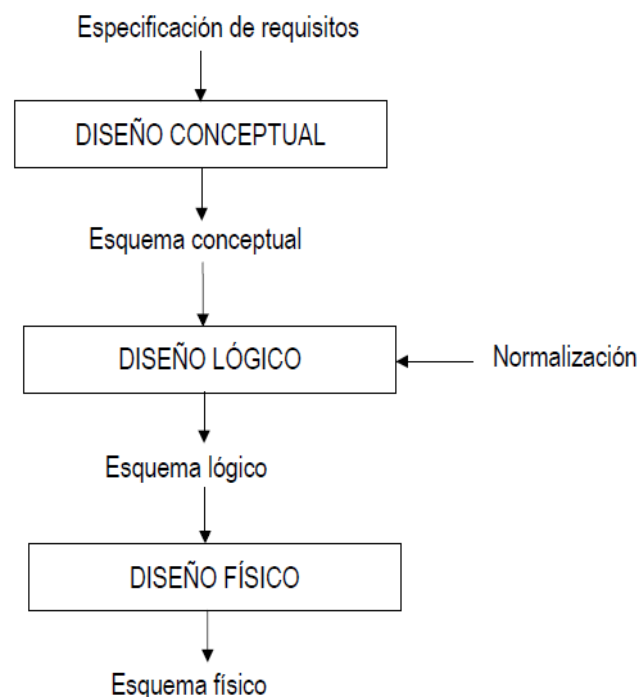 Especificación de requisitos
DISEÑO CONCEPTUAL
Esquema conceptual
DISEÑO LÓGICO
Normalización
Esquema lógico
DISEÑO FÍSICO
Esquema físico